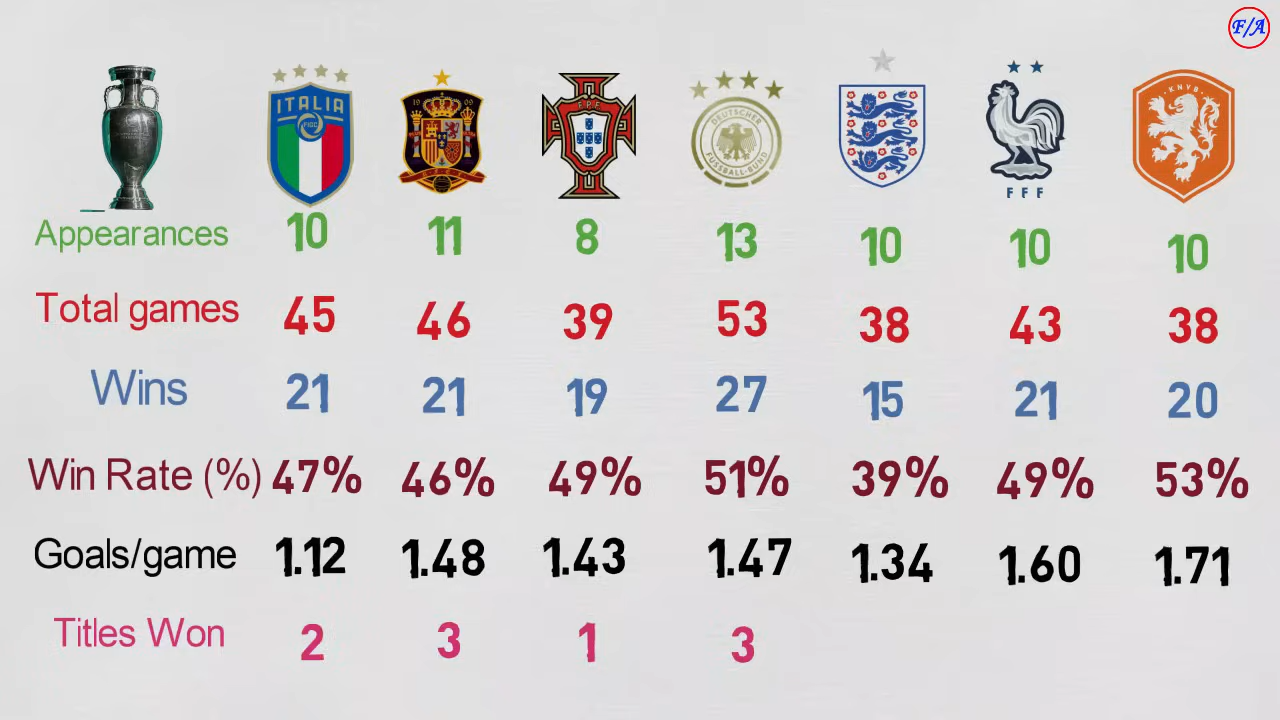 F/A
ITALIA
FIGC
19 09
F.P.F.
DEUTSCHER
FUSSBALL-BUND
FFF
KNVB
Appearances 10 11 8 13 10 10 10
Total games 45 46 39 53 38 43 38
Wins 21 21 19 27 15 21 20
Win Rate (%) 47% 46% 49% 51% 39% 49% 53%
Goals/game 1.12 1.48 1.43 1.47 1.34 1.60 1.71
Titles Won 2 3 1 3